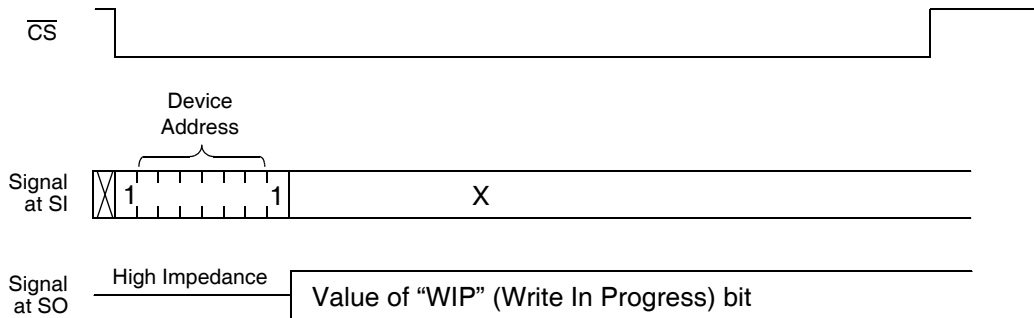 CS
Device
Address
Signal
at SI
1 1 X
Signal
at SO
High Impedance
Value of “WIP” (Write In Progress) bit